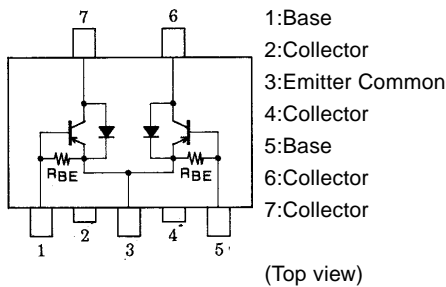 7 6
1:Base
2:Collector
3:Emitter Common
4:Collector
5:Base
6:Collector
7:Collector
RBE RBE
1 2 3 4 5
(Top view)